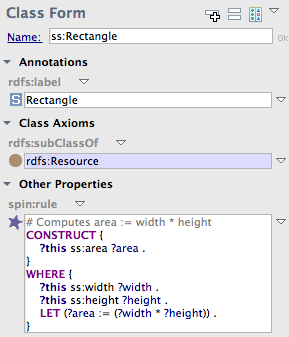 Class Form
Name: ss:Rectangle Ok
Annotations
rdfs:label
S Rectangle
Class Axioms
rdfs:subClassOf
rdfs:Resource
Other Properties
spin:rule
# Computes area := width * height
CONSTRUCT {
?this ss:area ?area .
}
WHERE {
?this ss:width ?width .
?this ss:height ?height .
LET (?area := (?width * ?height)) .
}